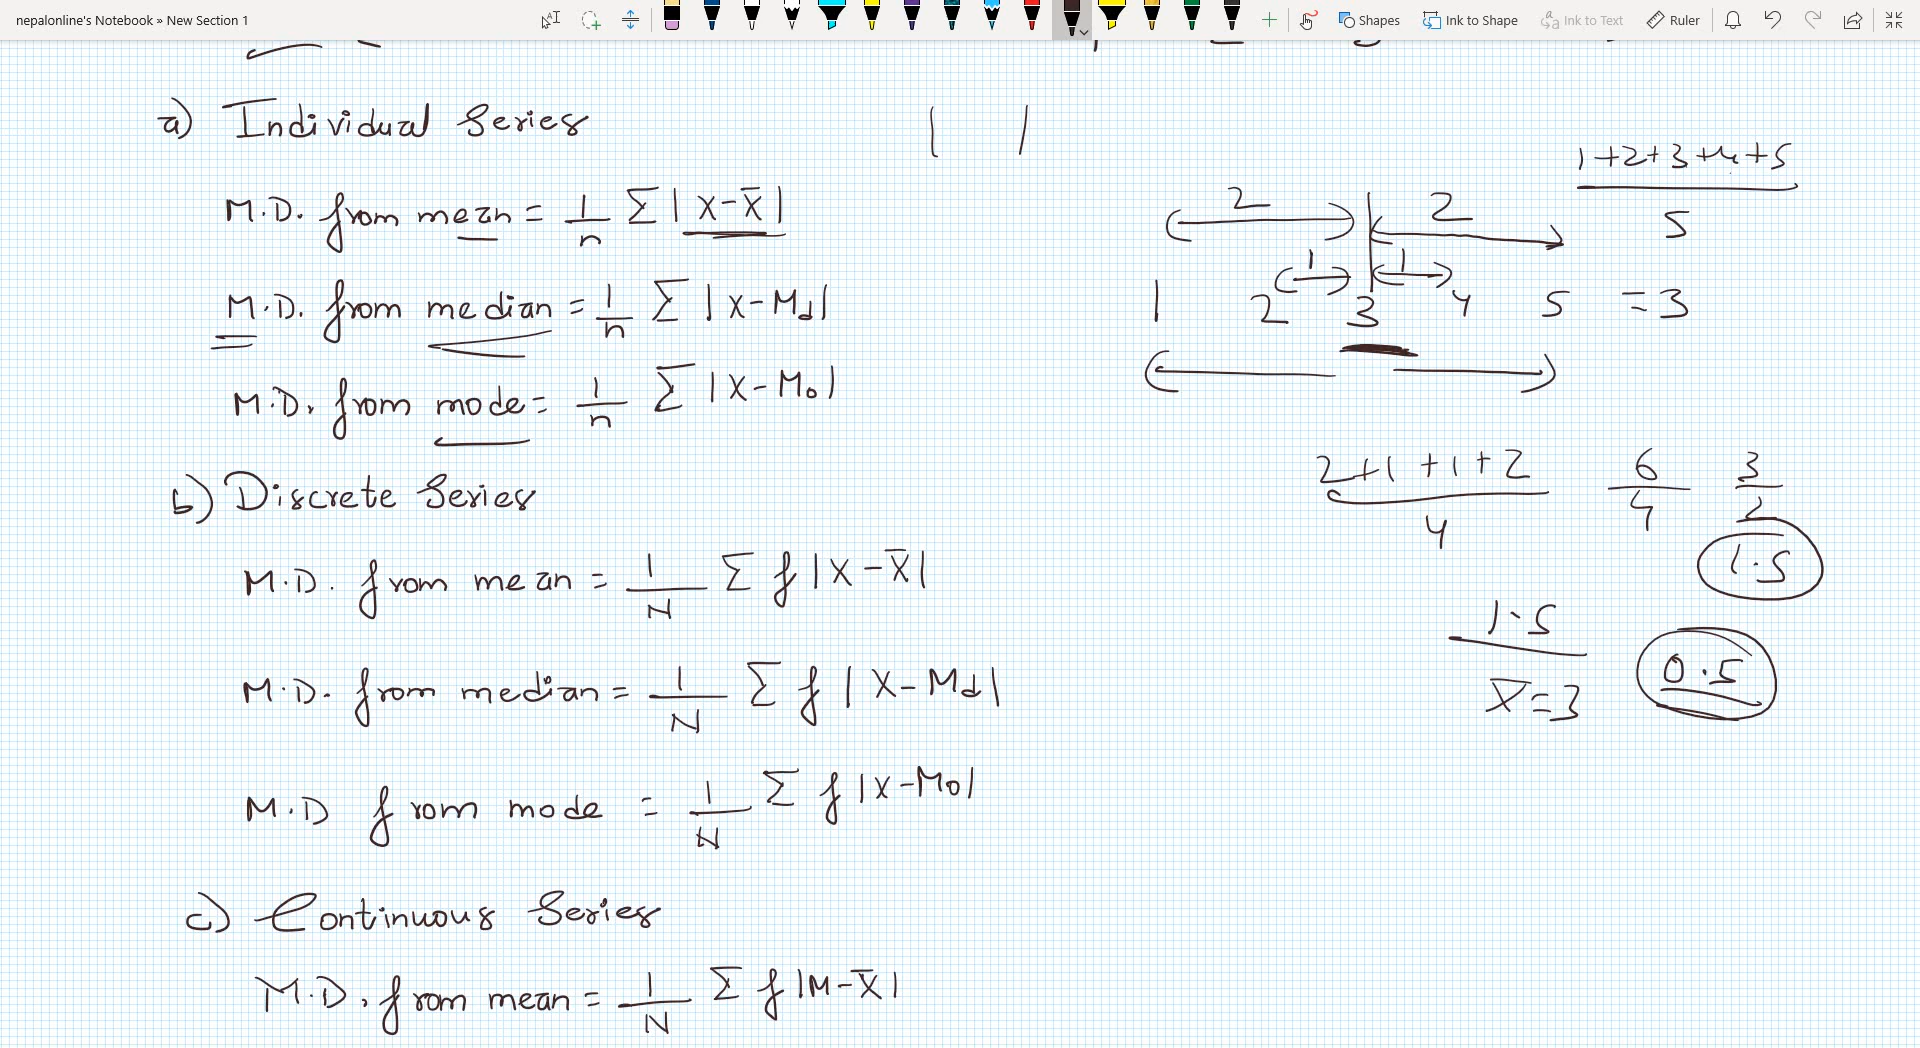 nepalonline's Notebook » New Section 1
Shapes Ink to Shape Ink to Text Ruler
a) Individual Series
M.D. from mean = 1/n Σ |X-X̄|
M.D. from median = 1/n Σ |X-Md|
M.D. from mode = 1/n Σ |X-Mo|
b) Discrete Series
M.D. from mean = 1/N Σ f |X-X̄|
M.D. from median = 1/N Σ f |X-Md|
M.D from mode = 1/N Σ f |X-Mo|
c) Continuous Series
M.D. from mean = 1/N Σ f |M-X̄|
1+2+3+4+5
5
2 2
1 1
1 2 3 4 5 = 3
2+1+1+2
4
6/4 3/2
1.5
1.5
X̄=3
0.5